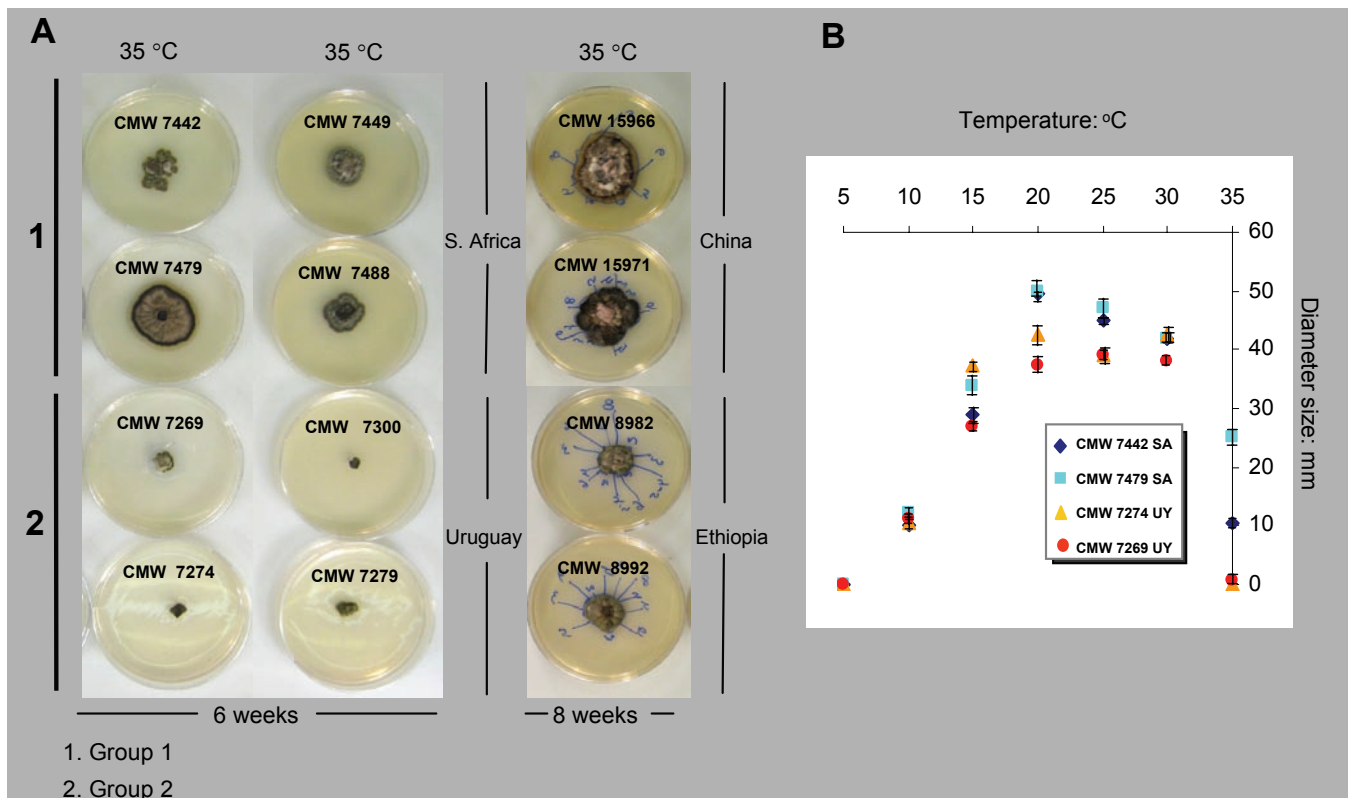 A
35 °C
35 °C
35 °C
1
CMW 7442
CMW 7449
CMW 15966
CMW 7479
CMW 7488
CMW 15971
S. Africa
China
2
CMW 7269
CMW 7300
CMW 8982
CMW 7274
CMW 7279
CMW 8992
Uruguay
Ethiopia
6 weeks
8 weeks
1. Group 1
2. Group 2
B
Temperature: °C
5 10 15 20 25 30 35
60
50
40
30
20
10
0
Diameter size: mm
CMW 7442 SA
CMW 7479 SA
CMW 7274 UY
CMW 7269 UY